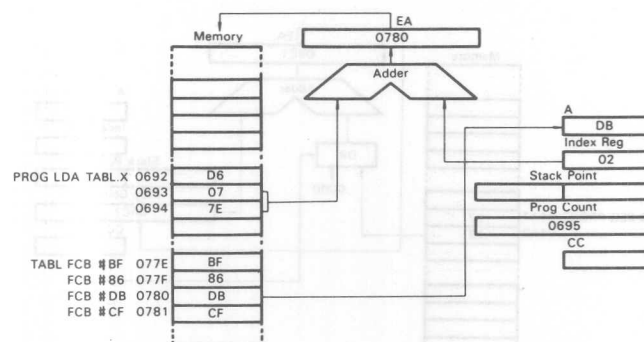 EA
0780
Memory
Adder
A
DB
Index Reg
02
Stack Point
Prog Count
0695
CC
PROG LDA TABL.X 0692 D6
0693 07
0694 7E
TABL FCB #BF 077E BF
FCB #86 077F 86
FCB #DB 0780 DB
FCB #CF 0781 CF